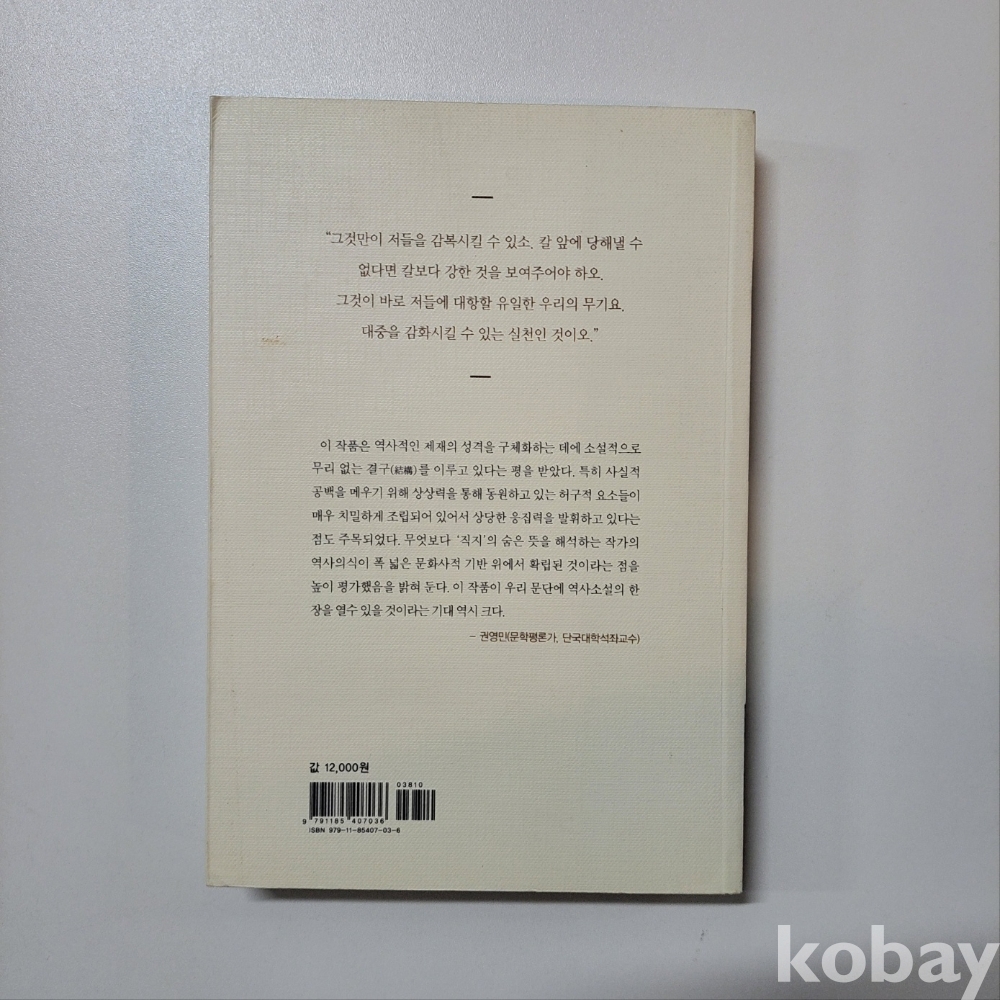 “그것만이 저들을 감복시킬 수 있소. 칼 앞에 당해낼 수
없다면 칼보다 강한 것을 보여주어야 하오.
그것이 바로 저들에 대항할 유일한 우리의 무기요.
대중을 감화시킬 수 있는 실천인 것이오.”
이 작품은 역사적인 제재의 성격을 구체화하는 데에 소설적으로
무리 없는 결구(結構)를 이루고 있다는 평을 받았다. 특히 사실적
공백을 메우기 위해 상상력을 통해 동원하고 있는 허구적 요소들이
매우 치밀하게 조립되어 있어서 상당한 응집력을 발휘하고 있다는
점도 주목되었다. 무엇보다 ‘직지’의 숨은 뜻을 해석하는 작가의
역사의식이 폭 넓은 문화사적 기반 위에서 확립된 것이라는 점을
높이 평가했음을 밝혀 둔다. 이 작품이 우리 문단에 역사소설의 한
장을 열수 있을 것이라는 기대 역시 크다.
– 권영민(문학평론가, 단국대학석좌교수)
값 12,000원
03810
9 791185 407036
ISBN 979-11-85407-03-6
kobay